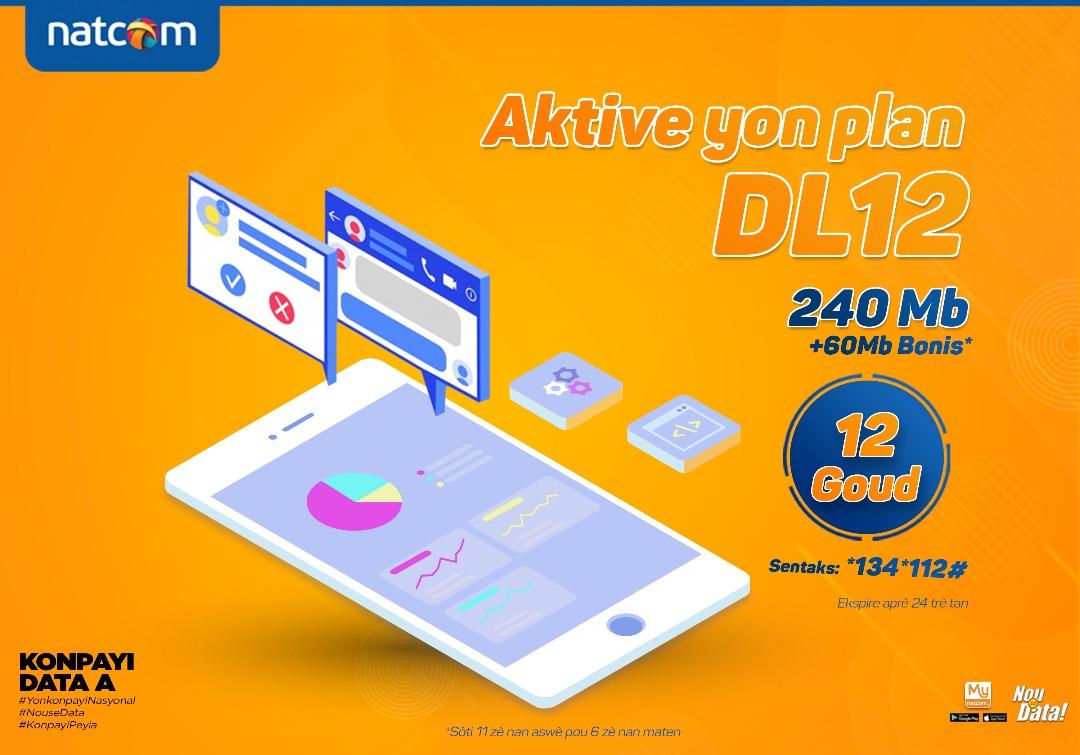 natcom
Aktive yon plan
DL12
240 Mb
+60Mb Bonis*
12
Goud
Sentaks: *134*112#
Ekspire aprè 24 trè tan
KONPAYI
DATA A
#YonkonpayiNasyonal
#NouseData
#KonpayiPeyia
*Sòti 11 zè nan aswè pou 6 zè nan maten
My
natcom
Google Play
Nou
Data!